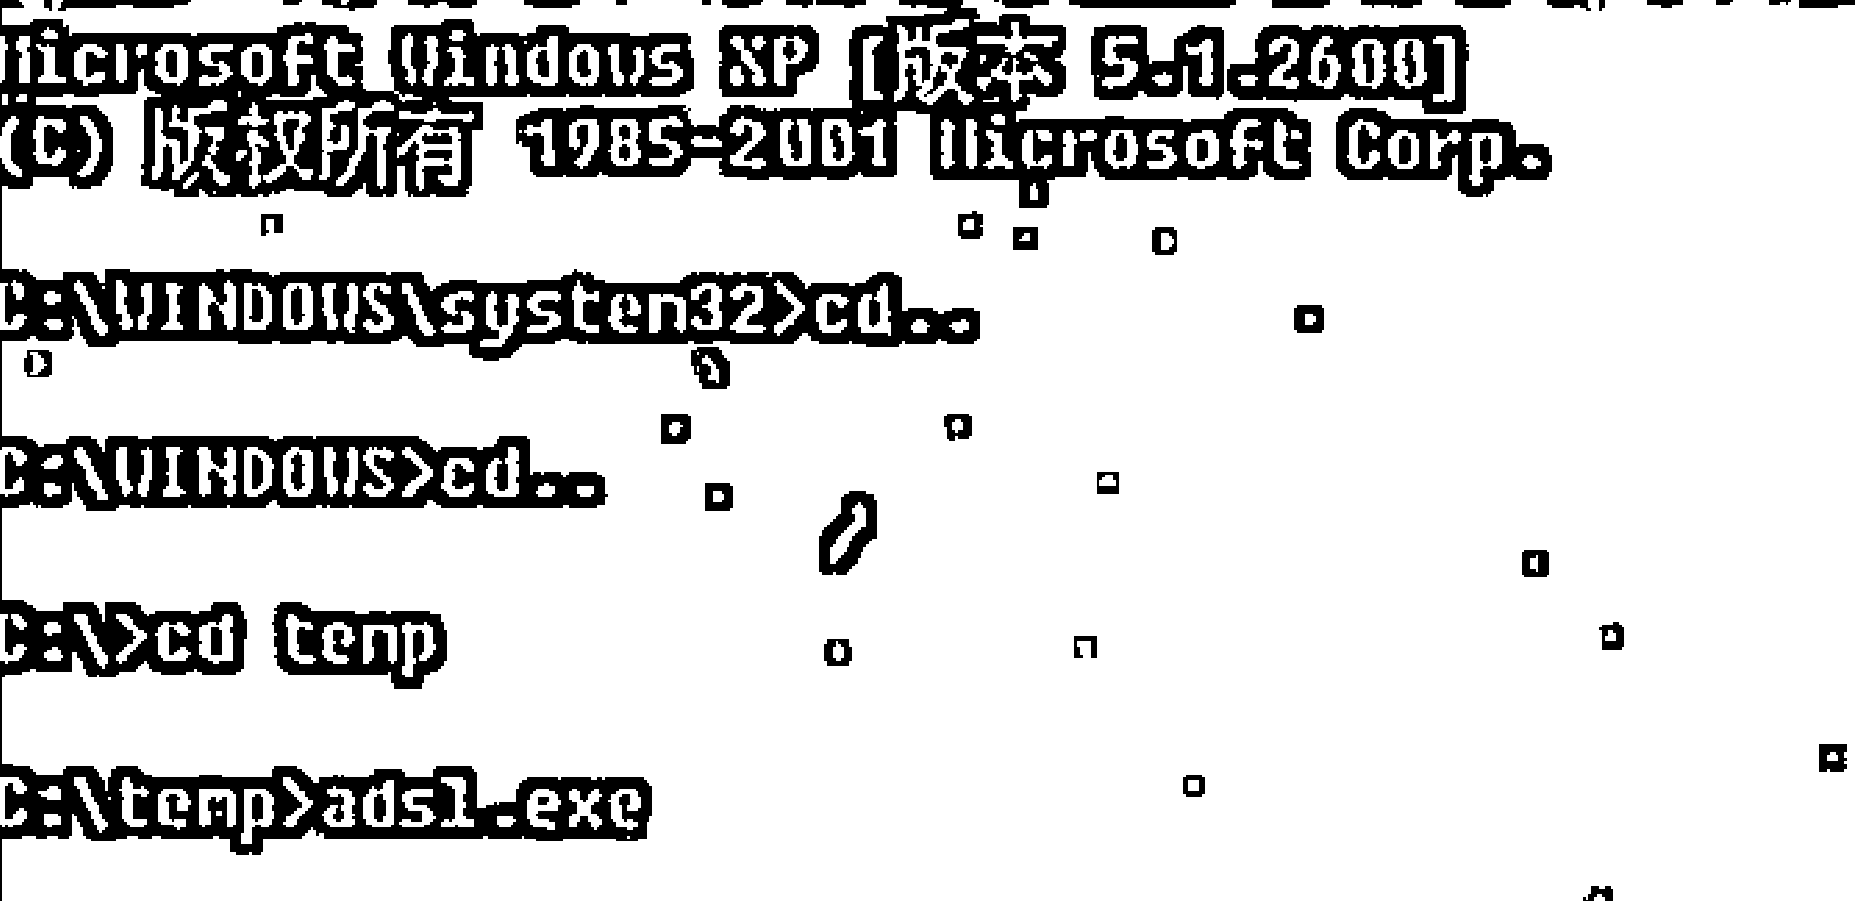 Microsoft Windows XP [版本 5.1.2600]
(C) 版权所有 1985-2001 Microsoft Corp.
C:\WINDOWS\system32>cd..
C:\WINDOWS>cd..
C:\>cd temp
C:\temp>adsl.exe